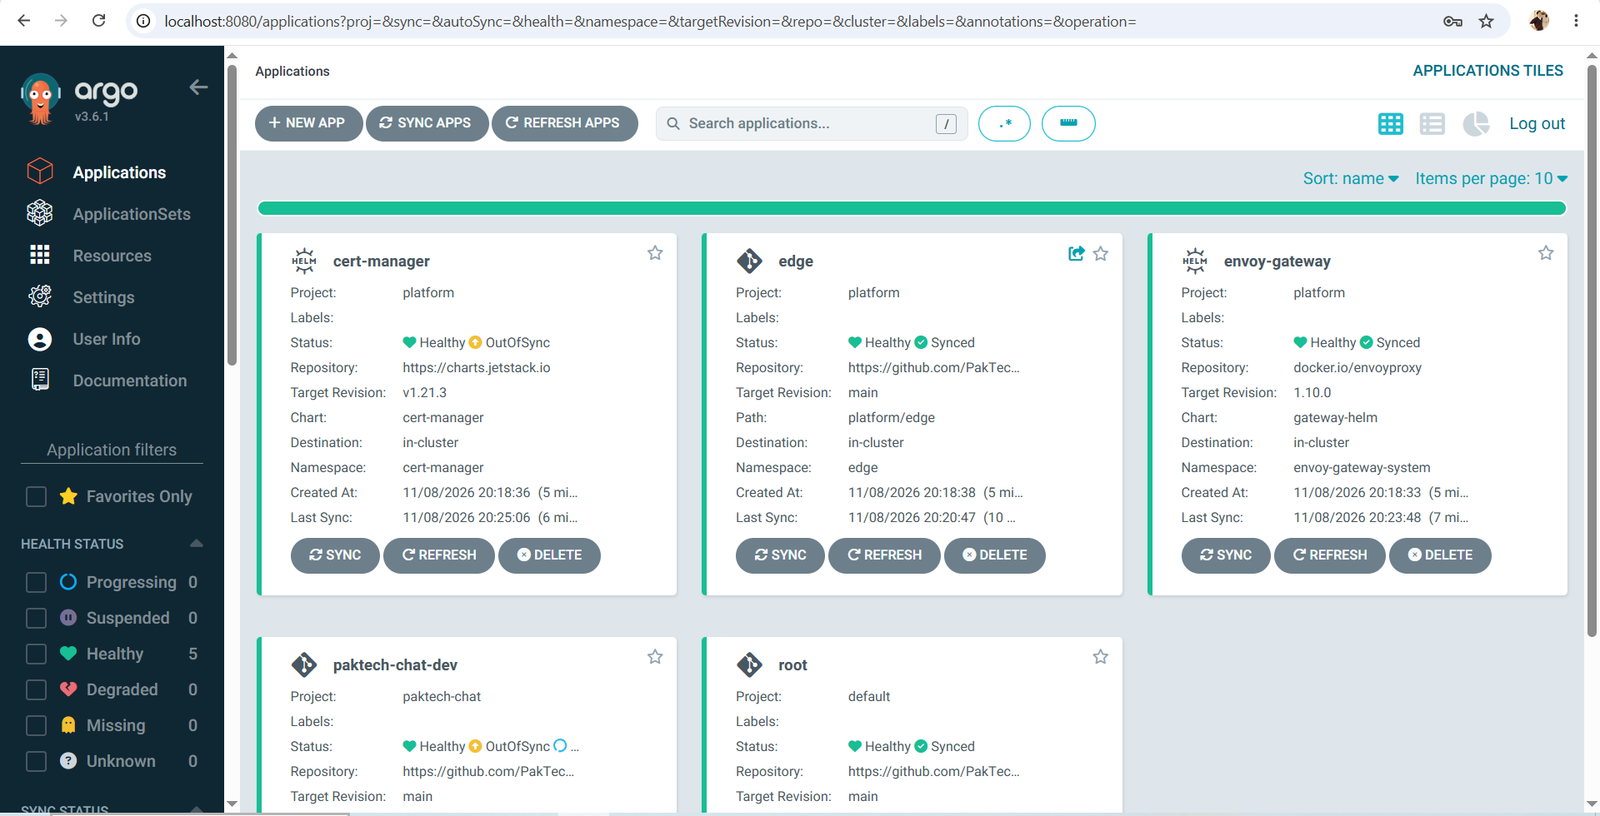 localhost:8080/applications?proj=&sync=&autoSync=&health=&namespace=&targetRevision=&repo=&cluster=&labels=&annotations=&operation=
argo
v3.6.1
Applications
ApplicationSets
Resources
Settings
User Info
Documentation
Application filters
Favorites Only
HEALTH STATUS
Progressing 0
Suspended 0
Healthy 5
Degraded 0
Missing 0
Unknown 0
SYNC STATUS
Applications
APPLICATIONS TILES
+ NEW APP
SYNC APPS
REFRESH APPS
Search applications...
/
.*
Log out
Sort: name
Items per page: 10
HELM
cert-manager
Project: platform
Labels:
Status: Healthy OutOfSync
Repository: https://charts.jetstack.io
Target Revision: v1.21.3
Chart: cert-manager
Destination: in-cluster
Namespace: cert-manager
Created At: 11/08/2026 20:18:36 (5 mi...
Last Sync: 11/08/2026 20:25:06 (6 mi...
SYNC REFRESH DELETE
edge
Project: platform
Labels:
Status: Healthy Synced
Repository: https://github.com/PakTec...
Target Revision: main
Path: platform/edge
Destination: in-cluster
Namespace: edge
Created At: 11/08/2026 20:18:38 (5 mi...
Last Sync: 11/08/2026 20:20:47 (10 ...
SYNC REFRESH DELETE
HELM
envoy-gateway
Project: platform
Labels:
Status: Healthy Synced
Repository: docker.io/envoyproxy
Target Revision: 1.10.0
Chart: gateway-helm
Destination: in-cluster
Namespace: envoy-gateway-system
Created At: 11/08/2026 20:18:33 (5 mi...
Last Sync: 11/08/2026 20:23:48 (7 mi...
SYNC REFRESH DELETE
paktech-chat-dev
Project: paktech-chat
Labels:
Status: Healthy OutOfSync ...
Repository: https://github.com/PakTec...
Target Revision: main
root
Project: default
Labels:
Status: Healthy Synced
Repository: https://github.com/PakTec...
Target Revision: main